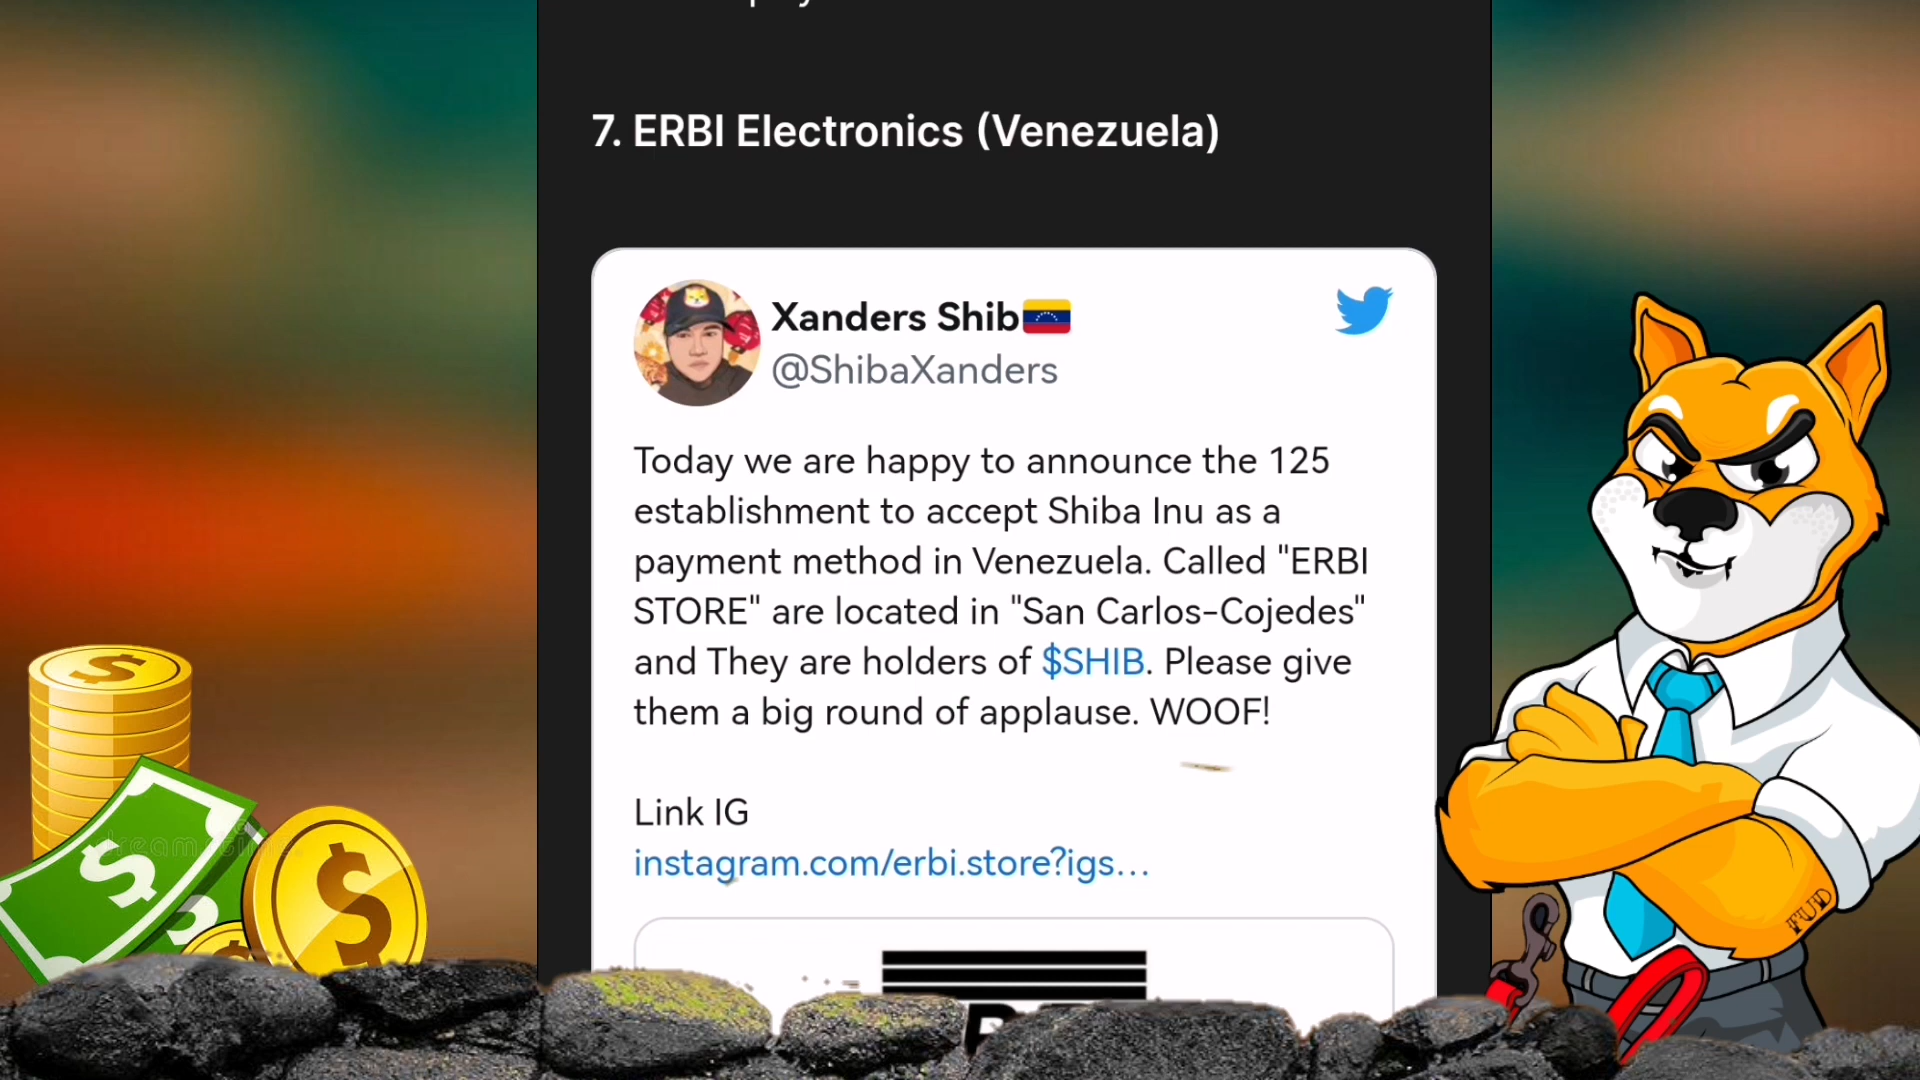 7. ERBI Electronics (Venezuela)
Xanders Shib🇻🇪
@ShibaXanders
Today we are happy to announce the 125
establishment to accept Shiba Inu as a
payment method in Venezuela. Called "ERBI
STORE" are located in "San Carlos-Cojedes"
and They are holders of $SHIB. Please give
them a big round of applause. WOOF!
Link IG
instagram.com/erbi.store?igs…
FUD